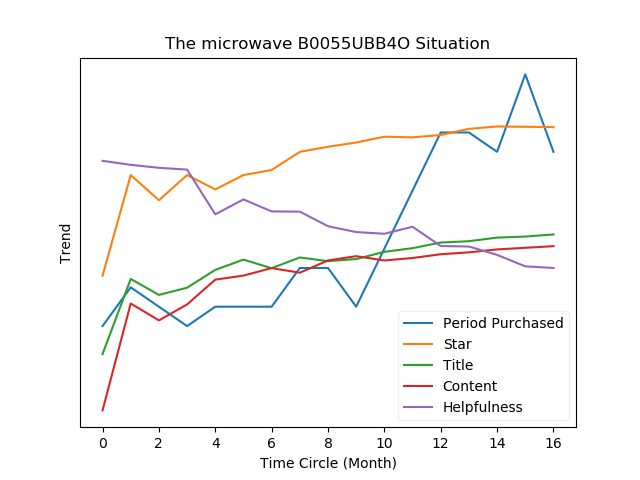 The microwave B0055UBB4O Situation
Trend
Period Purchased
Star
Title
Content
Helpfulness
0 2 4 6 8 10 12 14 16
Time Circle (Month)